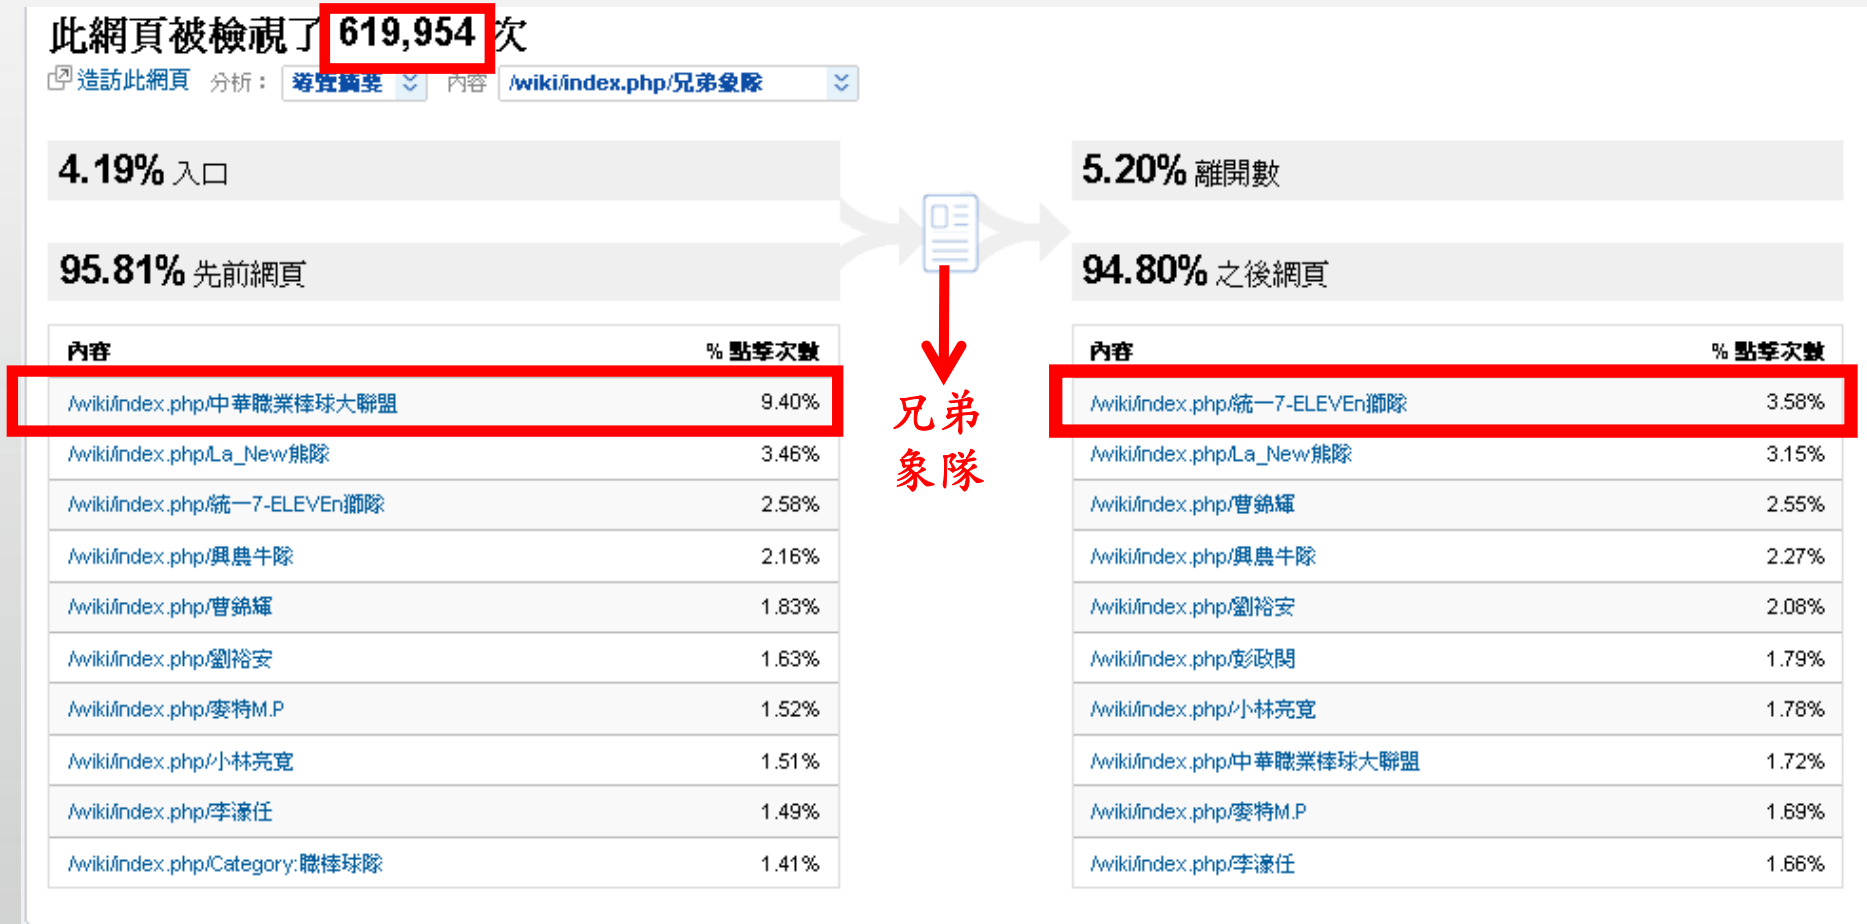 此網頁被檢視了 619,954 次
造訪此網頁 分析： 導覽摘要 內容 /wiki/index.php/兄弟象隊
4.19% 入口
95.81% 先前網頁
內容 % 點擊次數
/wiki/index.php/中華職業棒球大聯盟 9.40%
/wiki/index.php/La_New熊隊 3.46%
/wiki/index.php/統一7-ELEVEn獅隊 2.58%
/wiki/index.php/興農牛隊 2.16%
/wiki/index.php/曹錦輝 1.83%
/wiki/index.php/劉裕安 1.63%
/wiki/index.php/麥特M.P 1.52%
/wiki/index.php/小林亮寬 1.51%
/wiki/index.php/李濠任 1.49%
/wiki/index.php/Category:職棒球隊 1.41%
兄弟
象隊
5.20% 離開數
94.80% 之後網頁
內容 % 點擊次數
/wiki/index.php/統一7-ELEVEn獅隊 3.58%
/wiki/index.php/La_New熊隊 3.15%
/wiki/index.php/曹錦輝 2.55%
/wiki/index.php/興農牛隊 2.27%
/wiki/index.php/劉裕安 2.08%
/wiki/index.php/彭政閔 1.79%
/wiki/index.php/小林亮寬 1.78%
/wiki/index.php/中華職業棒球大聯盟 1.72%
/wiki/index.php/麥特M.P 1.69%
/wiki/index.php/李濠任 1.66%